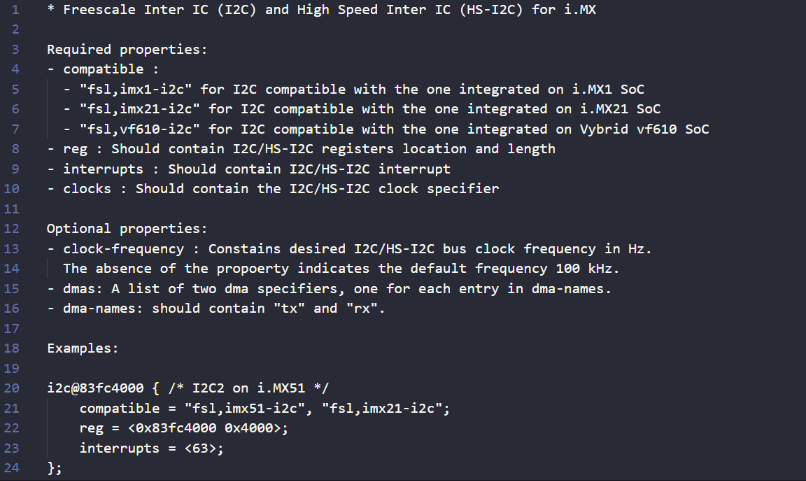 1 * Freescale Inter IC (I2C) and High Speed Inter IC (HS-I2C) for i.MX
2
3 Required properties:
4 - compatible :
5   - "fsl,imx1-i2c" for I2C compatible with the one integrated on i.MX1 SoC
6   - "fsl,imx21-i2c" for I2C compatible with the one integrated on i.MX21 SoC
7   - "fsl,vf610-i2c" for I2C compatible with the one integrated on Vybrid vf610 SoC
8 - reg : Should contain I2C/HS-I2C registers location and length
9 - interrupts : Should contain I2C/HS-I2C interrupt
10 - clocks : Should contain the I2C/HS-I2C clock specifier
11
12 Optional properties:
13 - clock-frequency : Constains desired I2C/HS-I2C bus clock frequency in Hz.
14   The absence of the propoerty indicates the default frequency 100 kHz.
15 - dmas: A list of two dma specifiers, one for each entry in dma-names.
16 - dma-names: should contain "tx" and "rx".
17
18 Examples:
19
20 i2c@83fc4000 { /* I2C2 on i.MX51 */
21     compatible = "fsl,imx51-i2c", "fsl,imx21-i2c";
22     reg = <0x83fc4000 0x4000>;
23     interrupts = <63>;
24 };